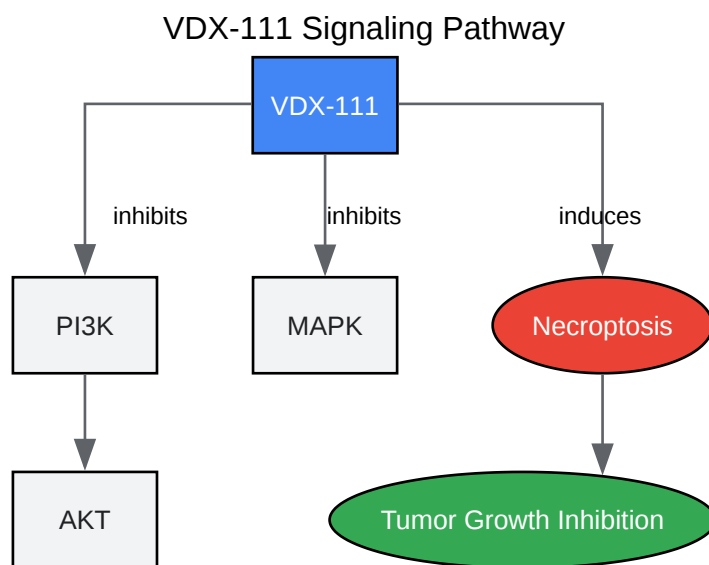 VDX-111 Signaling Pathway
VDX-111
inhibits
inhibits
induces
PI3K
MAPK
Necroptosis
AKT
Tumor Growth Inhibition